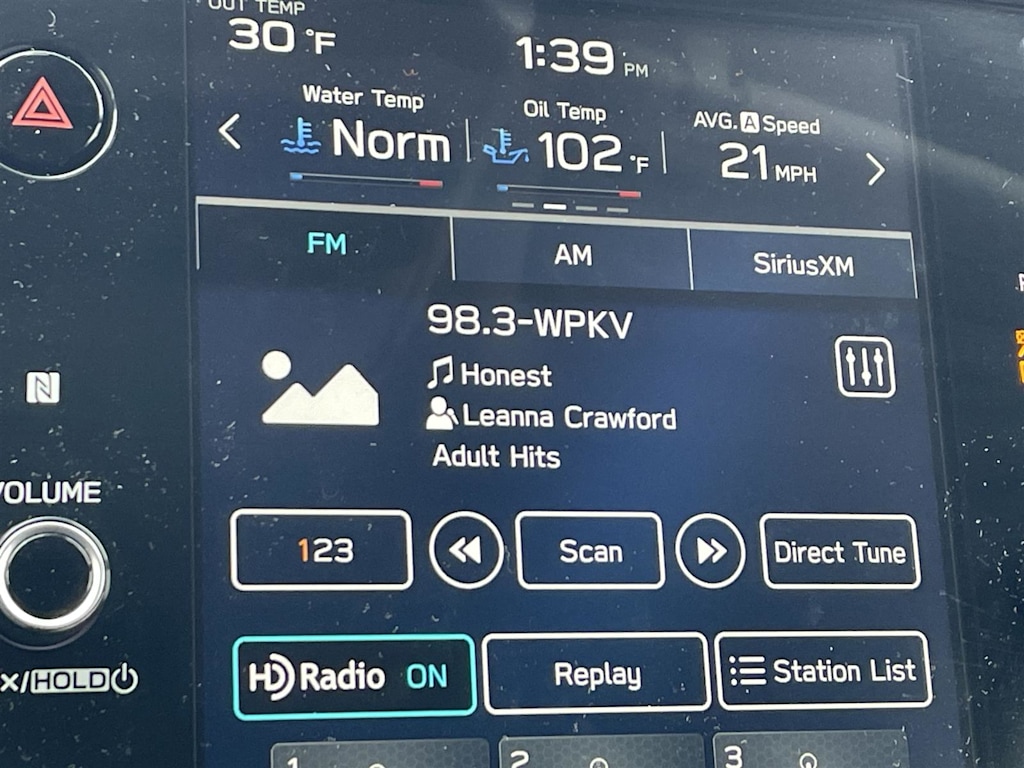 OUT TEMP
30 °F
1:39 PM
Water Temp
Norm
Oil Temp
102 °F
AVG. A Speed
21 MPH
FM
AM
SiriusXM
98.3-WPKV
Honest
Leanna Crawford
Adult Hits
N
VOLUME
123
Scan
Direct Tune
HD Radio ON
Replay
Station List
x/HOLD
1
2
3